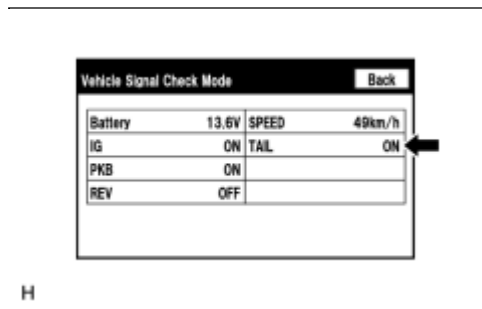 Vehicle Signal Check Mode Back
Battery 13.6V SPEED 49km/h
IG ON TAIL ON
PKB ON
REV OFF
H